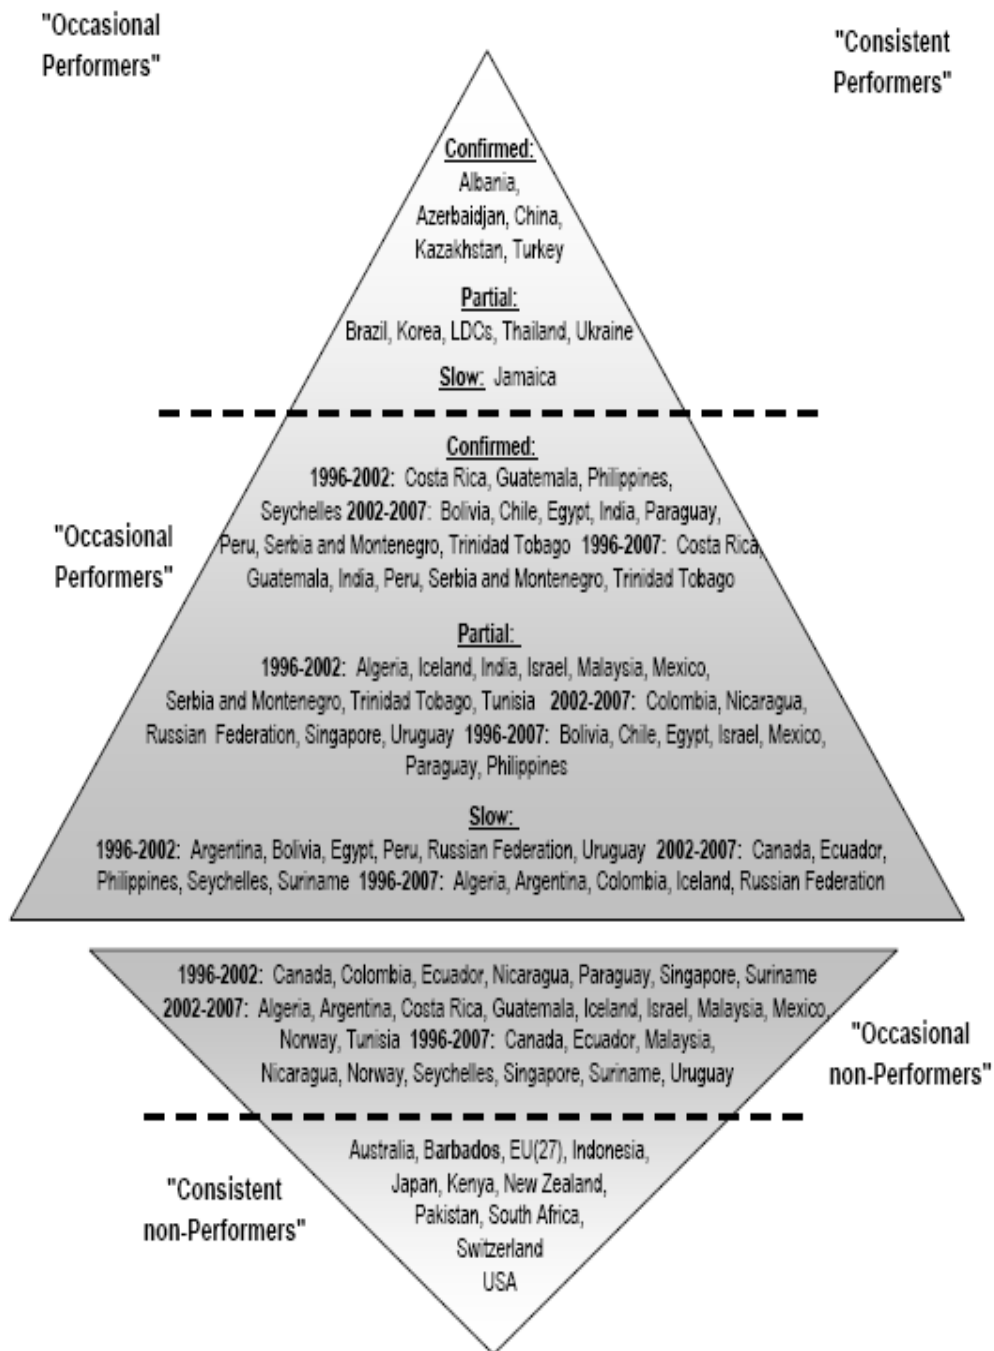 "Occasional
Performers"
"Consistent
Performers"
Confirmed:
Albania,
Azerbaidjan, China,
Kazakhstan, Turkey
Partial:
Brazil, Korea, LDCs, Thailand, Ukraine
Slow: Jamaica
Confirmed:
1996-2002: Costa Rica, Guatemala, Philippines,
Seychelles 2002-2007: Bolivia, Chile, Egypt, India, Paraguay,
Peru, Serbia and Montenegro, Trinidad Tobago 1996-2007: Costa Rica,
Guatemala, India, Peru, Serbia and Montenegro, Trinidad Tobago
"Occasional
Performers"
Partial:
1996-2002: Algeria, Iceland, India, Israel, Malaysia, Mexico,
Serbia and Montenegro, Trinidad Tobago, Tunisia 2002-2007: Colombia, Nicaragua,
Russian Federation, Singapore, Uruguay 1996-2007: Bolivia, Chile, Egypt, Israel, Mexico,
Paraguay, Philippines
Slow:
1996-2002: Argentina, Bolivia, Egypt, Peru, Russian Federation, Uruguay 2002-2007: Canada, Ecuador,
Philippines, Seychelles, Suriname 1996-2007: Algeria, Argentina, Colombia, Iceland, Russian Federation
1996-2002: Canada, Colombia, Ecuador, Nicaragua, Paraguay, Singapore, Suriname
2002-2007: Algeria, Argentina, Costa Rica, Guatemala, Iceland, Israel, Malaysia, Mexico,
Norway, Tunisia 1996-2007: Canada, Ecuador, Malaysia,
Nicaragua, Norway, Seychelles, Singapore, Suriname, Uruguay
"Occasional
non-Performers"
Australia, Barbados, EU(27), Indonesia,
Japan, Kenya, New Zealand,
Pakistan, South Africa,
Switzerland
USA
"Consistent
non-Performers"